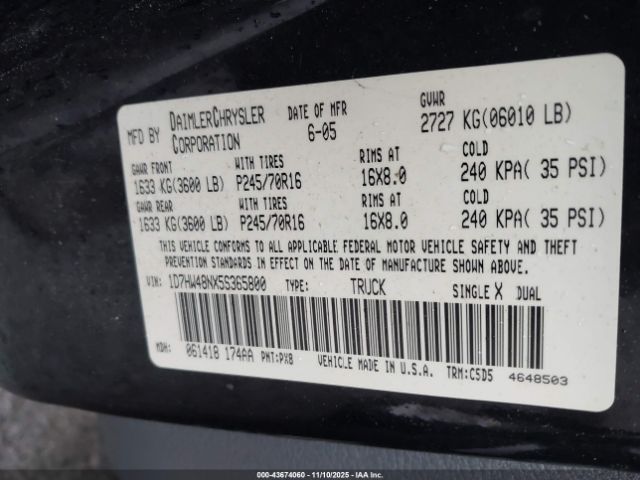 MFD BY DAIMLERCHRYSLER CORPORATION DATE OF MFR 6-05 GVWR 2727 KG(06010 LB)
GAWR FRONT WITH TIRES RIMS AT COLD
1633 KG(3600 LB) P245/70R16 16X8.0 240 KPA( 35 PSI)
GAWR REAR WITH TIRES RIMS AT COLD
1633 KG(3600 LB) P245/70R16 16X8.0 240 KPA( 35 PSI)
THIS VEHICLE CONFORMS TO ALL APPLICABLE FEDERAL MOTOR VEHICLE SAFETY AND THEFT
PREVENTION STANDARDS IN EFFECT ON THE DATE OF MANUFACTURE SHOWN ABOVE.
VIN: 1D7HW48NX5S365800 TYPE: TRUCK SINGLE X DUAL
MDH: 061418 174AA PNT:PX8 VEHICLE MADE IN U.S.A. TRM:C5D5 4648503
000-43674060 - 11/10/2025 - IAA Inc.